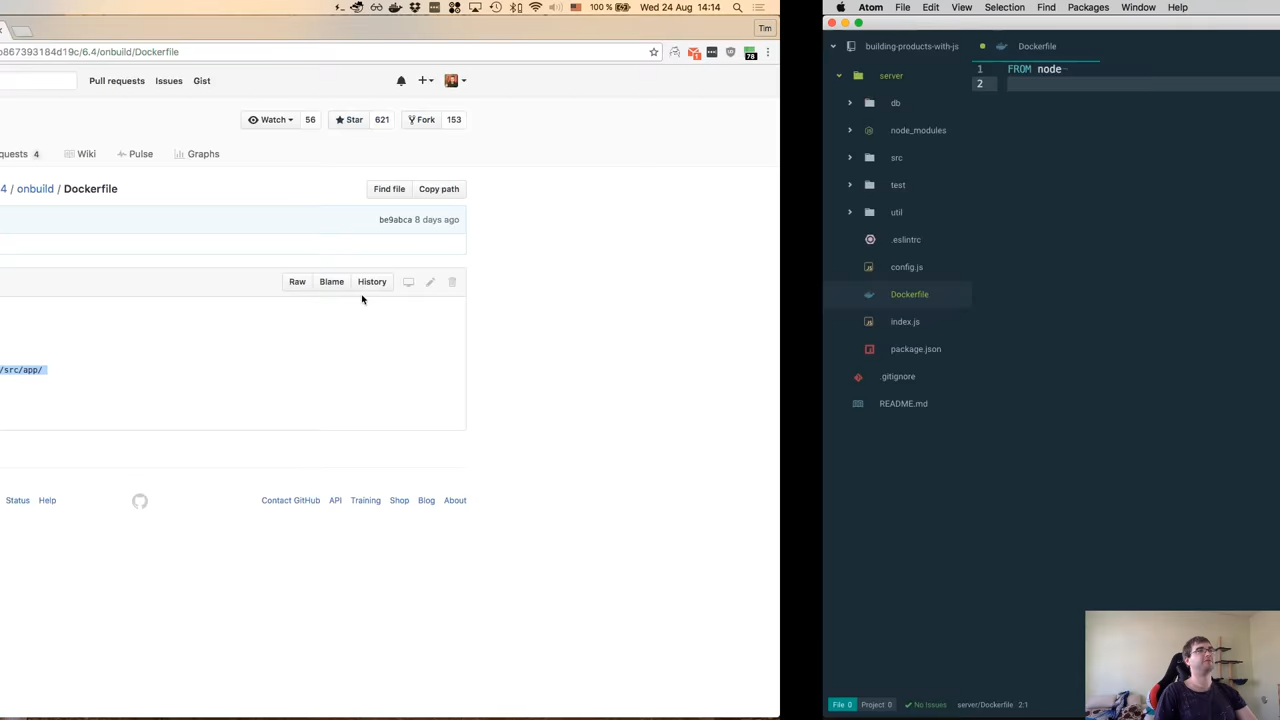 100 %
Wed 24 Aug 14:14
Tim
b867393184d19b/6.4/onbuild/Dockerfile
78
Pull requests Issues Gist
Watch 56 Star 621 Fork 153
quests 4 Wiki Pulse Graphs
4 / onbuild / Dockerfile
Find file Copy path
be9abca 8 days ago
Raw Blame History
/src/app/
Status Help
Contact GitHub API Training Shop Blog About
Atom File Edit View Selection Find Packages Window Help
building-products-with-js
server
db
node_modules
src
test
util
.eslintrc
config.js
Dockerfile
index.js
package.json
.gitignore
README.md
Dockerfile
1 FROM node¬
2
File 0 Project 0 No Issues server/Dockerfile 2:1